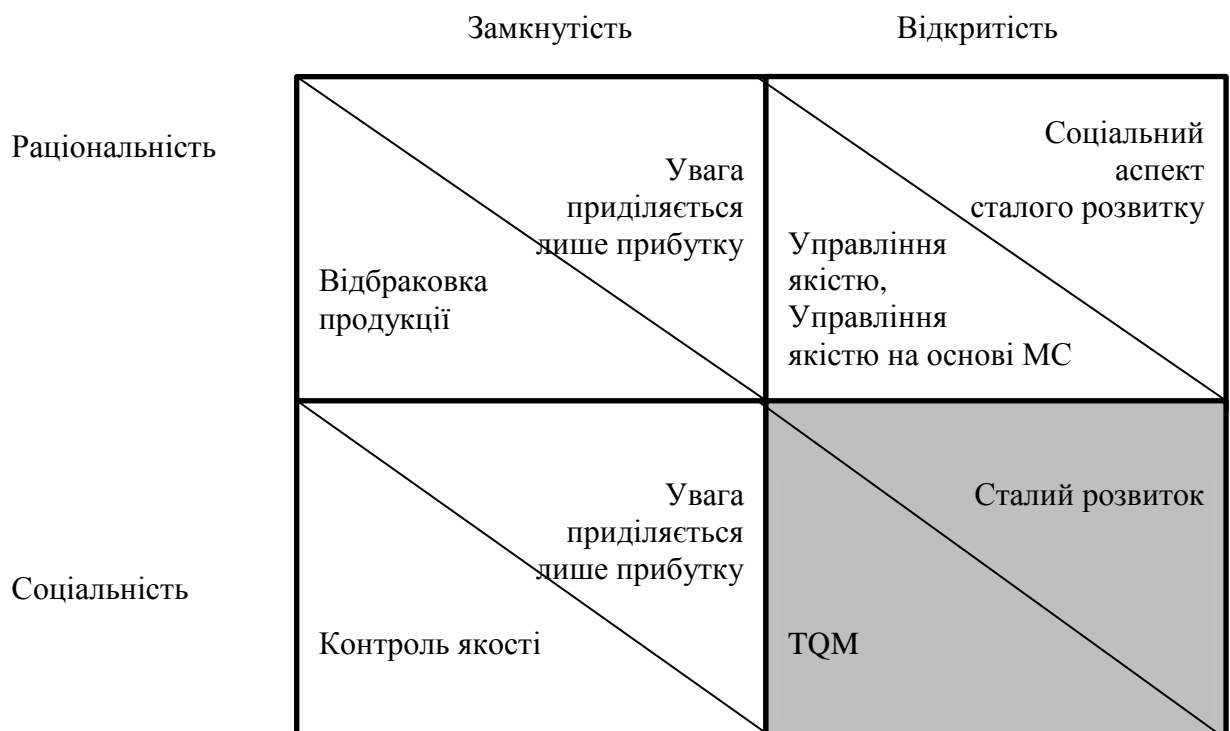 Замкнутість
Відкритість
Раціональність
Увага
приділяється
лише прибутку
Відбраковка
продукції
Соціальний
аспект
сталого розвитку
Управління
якістю,
Управління
якістю на основі МС
Соціальність
Увага
приділяється
лише прибутку
Контроль якості
Сталий розвиток
TQM